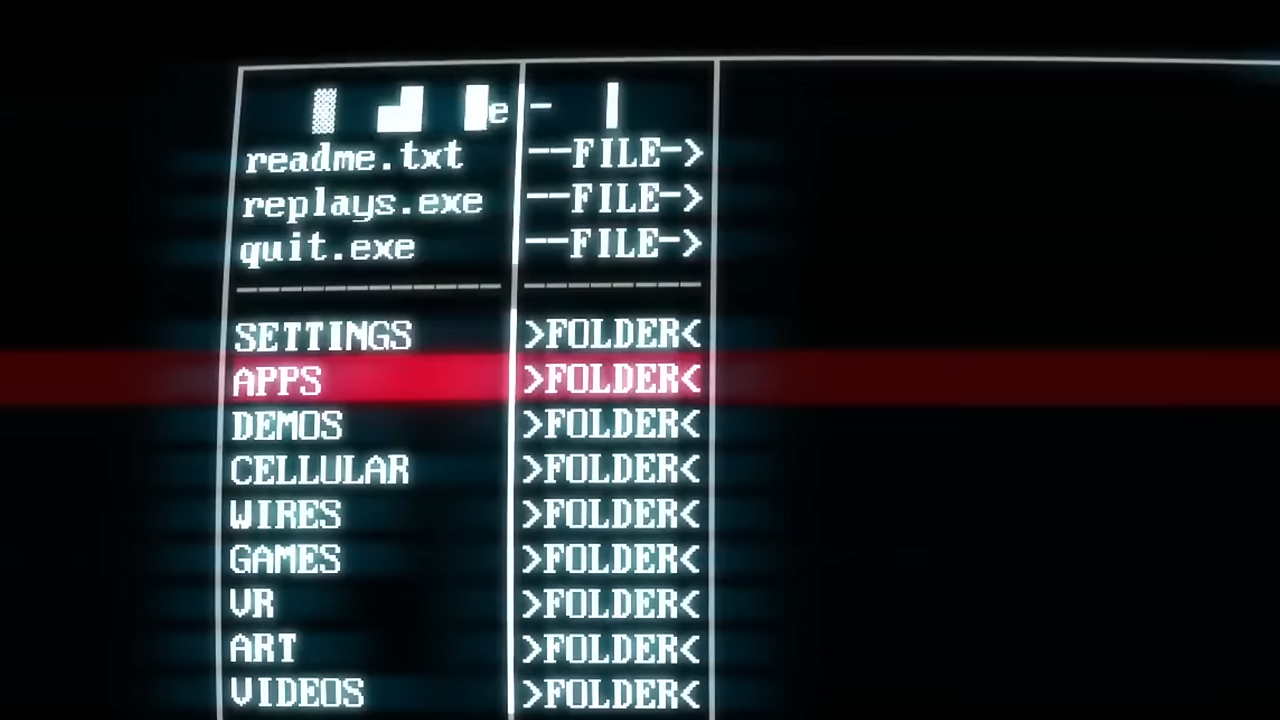 readme.txt --FILE->
replays.exe --FILE->
quit.exe --FILE->
SETTINGS >FOLDER<
APPS >FOLDER<
DEMOS >FOLDER<
CELLULAR >FOLDER<
WIRES >FOLDER<
GAMES >FOLDER<
VR >FOLDER<
ART >FOLDER<
VIDEOS >FOLDER<